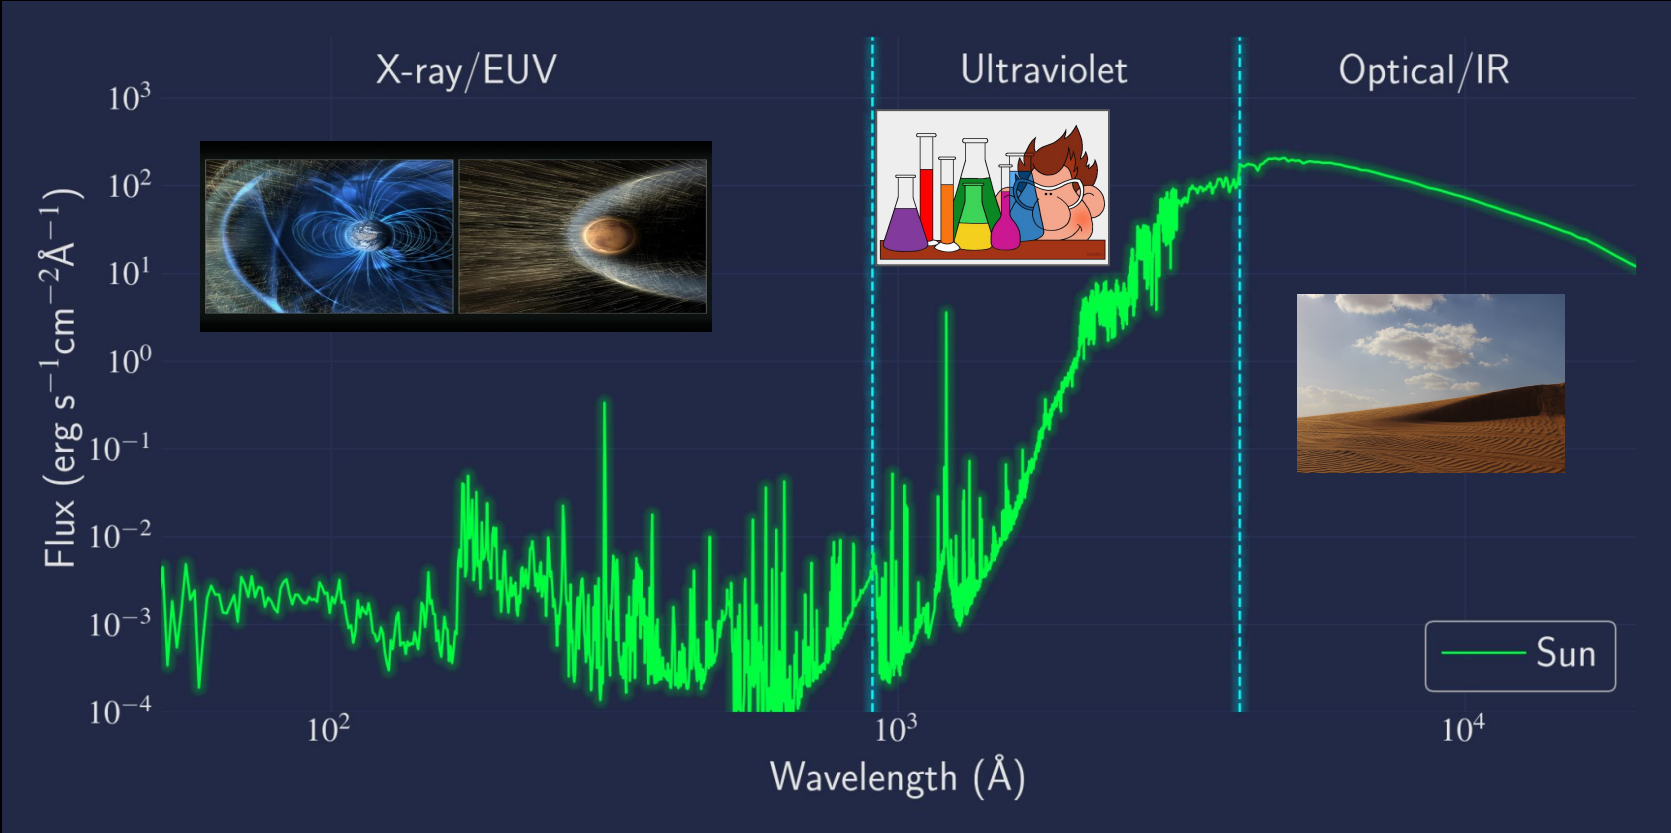 X-ray/EUV
Ultraviolet
Optical/IR
10³
10²
10¹
10⁰
10⁻¹
10⁻²
10⁻³
10⁻⁴
Flux (erg s⁻¹cm⁻²Å⁻¹)
Sun
10²
10³
10⁴
Wavelength (Å)